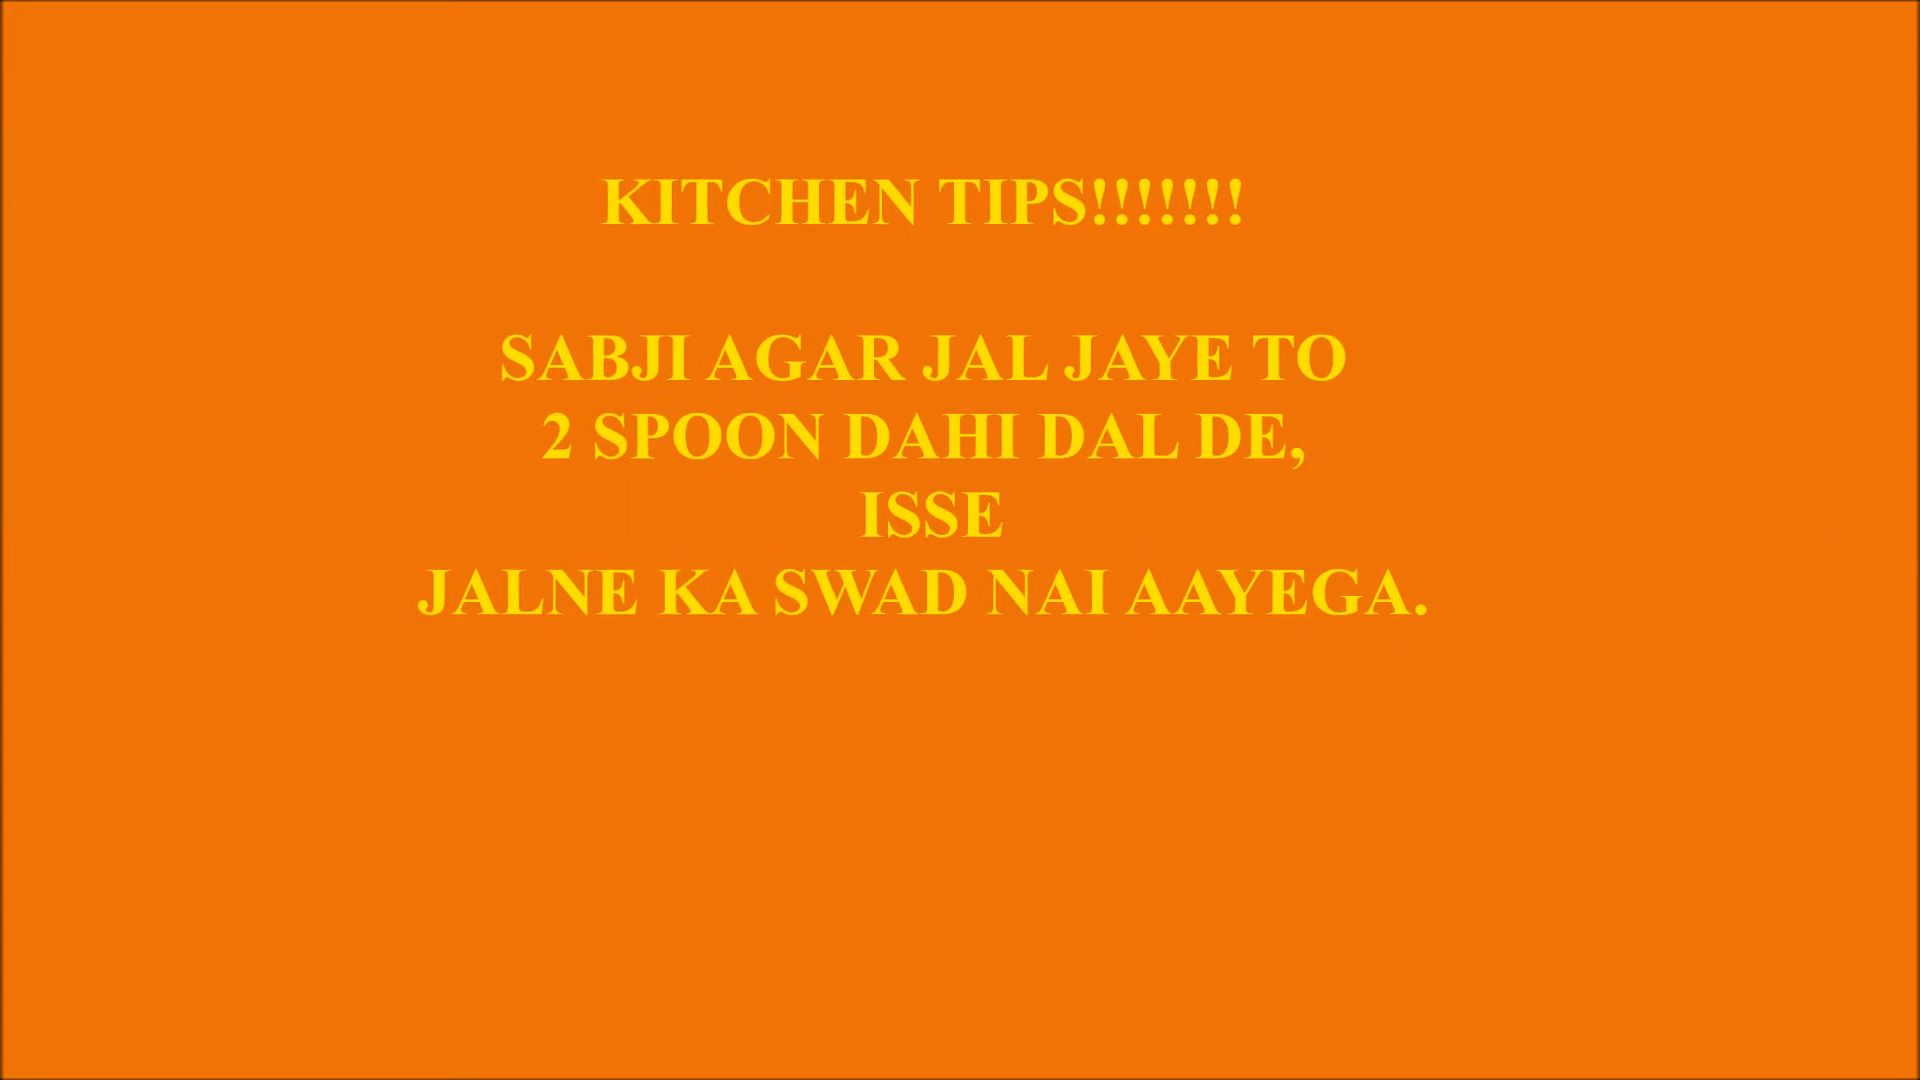 KITCHEN TIPS!!!!!!!
SABJI AGAR JAL JAYE TO
2 SPOON DAHI DAL DE,
ISSE
JALNE KA SWAD NAI AAYEGA.